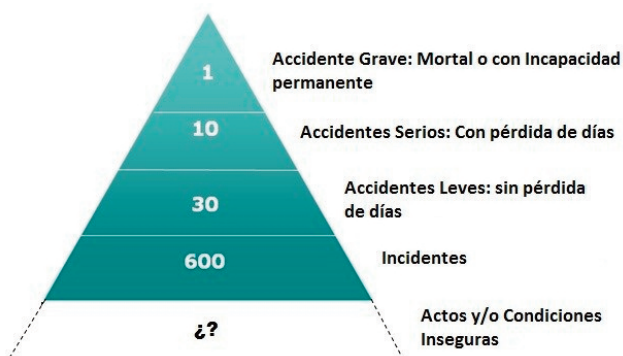 1
Accidente Grave: Mortal o con Incapacidad
permanente
10
Accidentes Serios: Con pérdida de días
30
Accidentes Leves: sin pérdida
de días
600
Incidentes
¿?
Actos y/o Condiciones
Inseguras